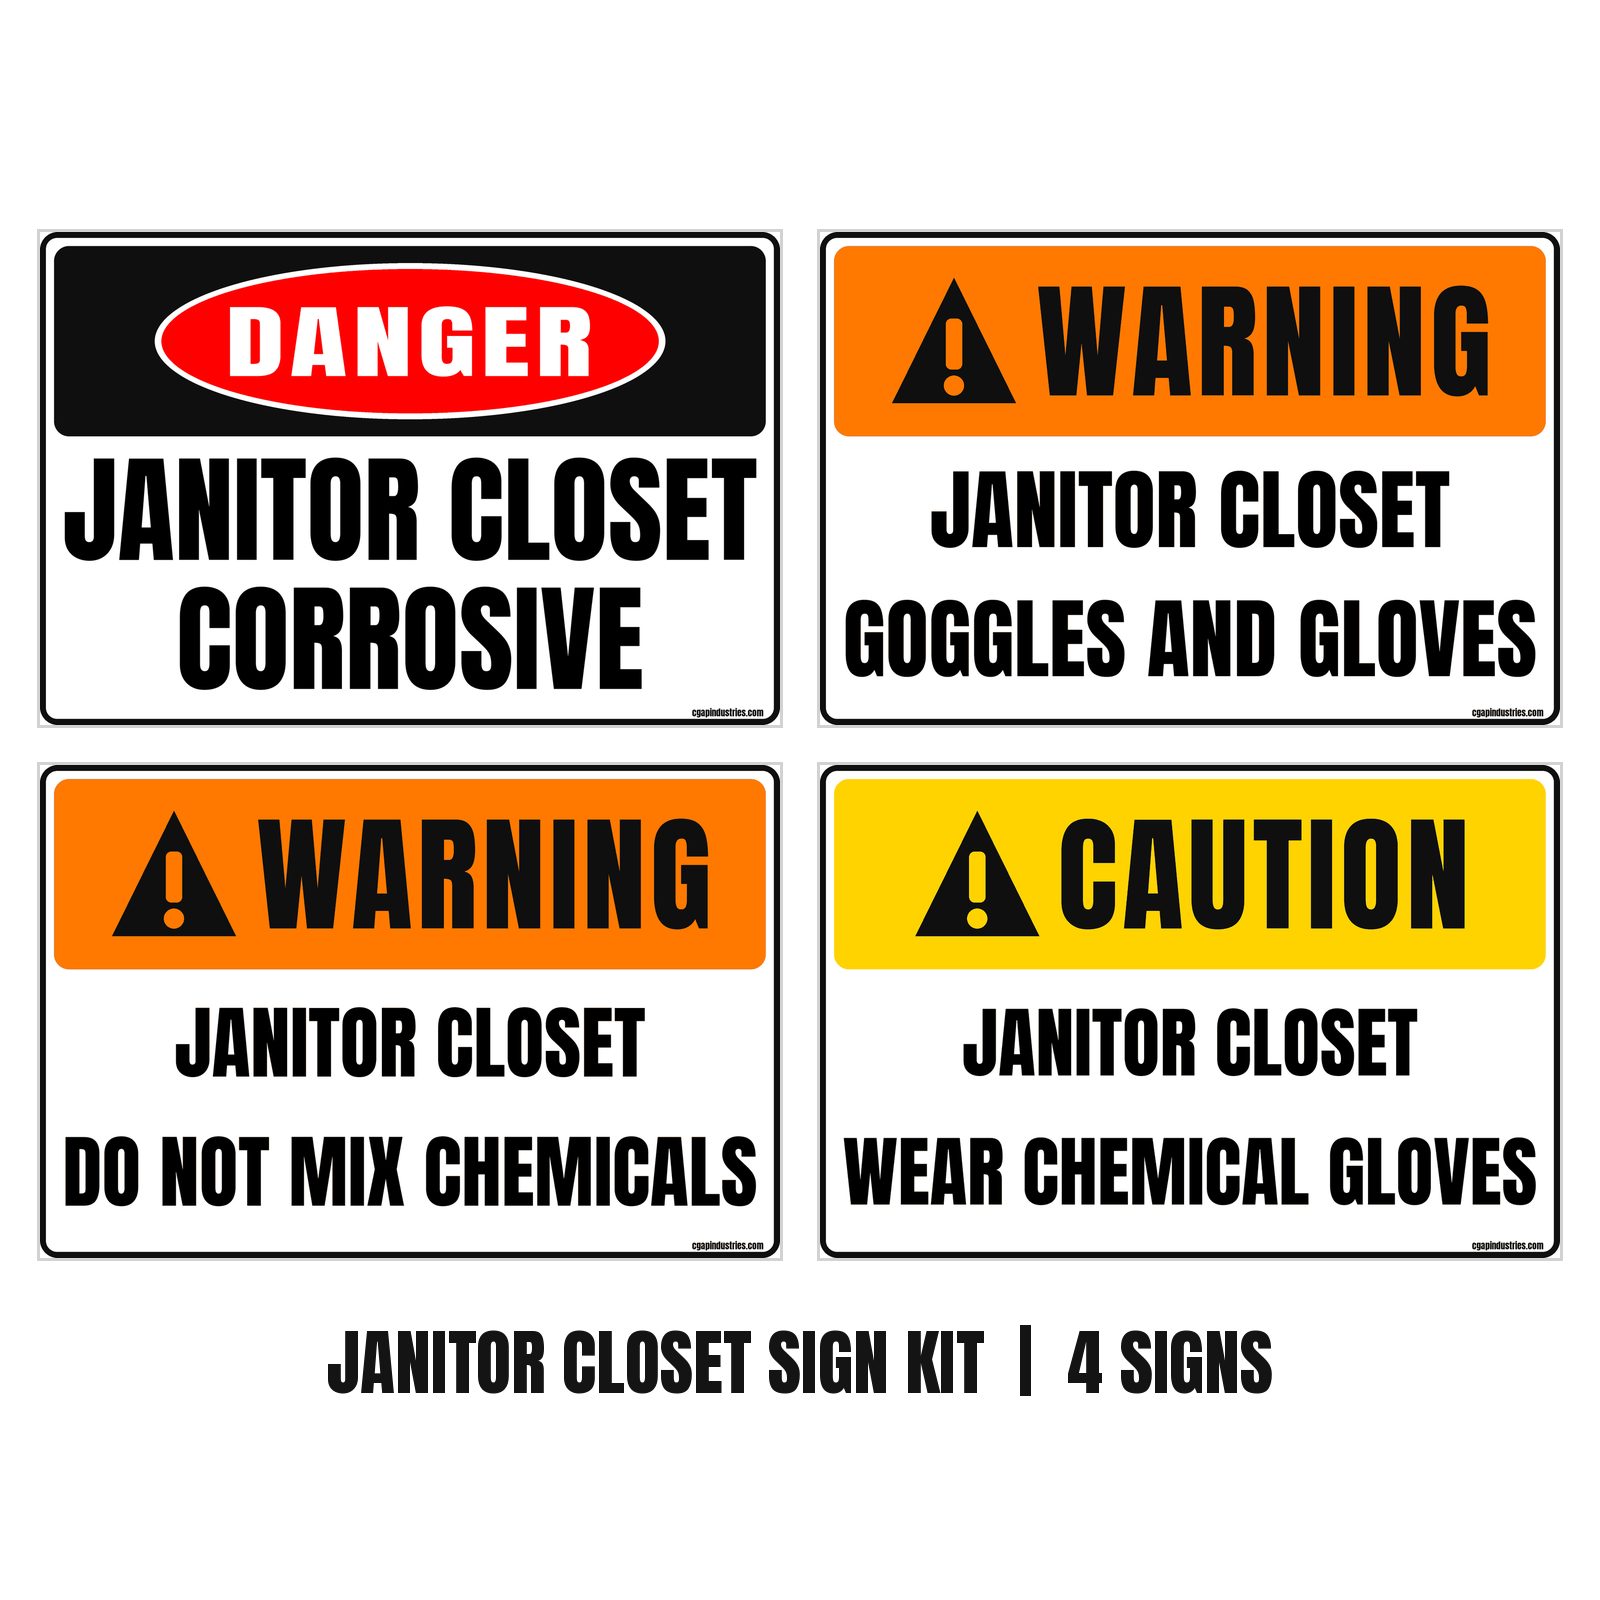 DANGER
JANITOR CLOSET
CORROSIVE
cgapindustries.com
WARNING
JANITOR CLOSET
GOGGLES AND GLOVES
cgapindustries.com
WARNING
JANITOR CLOSET
DO NOT MIX CHEMICALS
cgapindustries.com
CAUTION
JANITOR CLOSET
WEAR CHEMICAL GLOVES
cgapindustries.com
JANITOR CLOSET SIGN KIT | 4 SIGNS